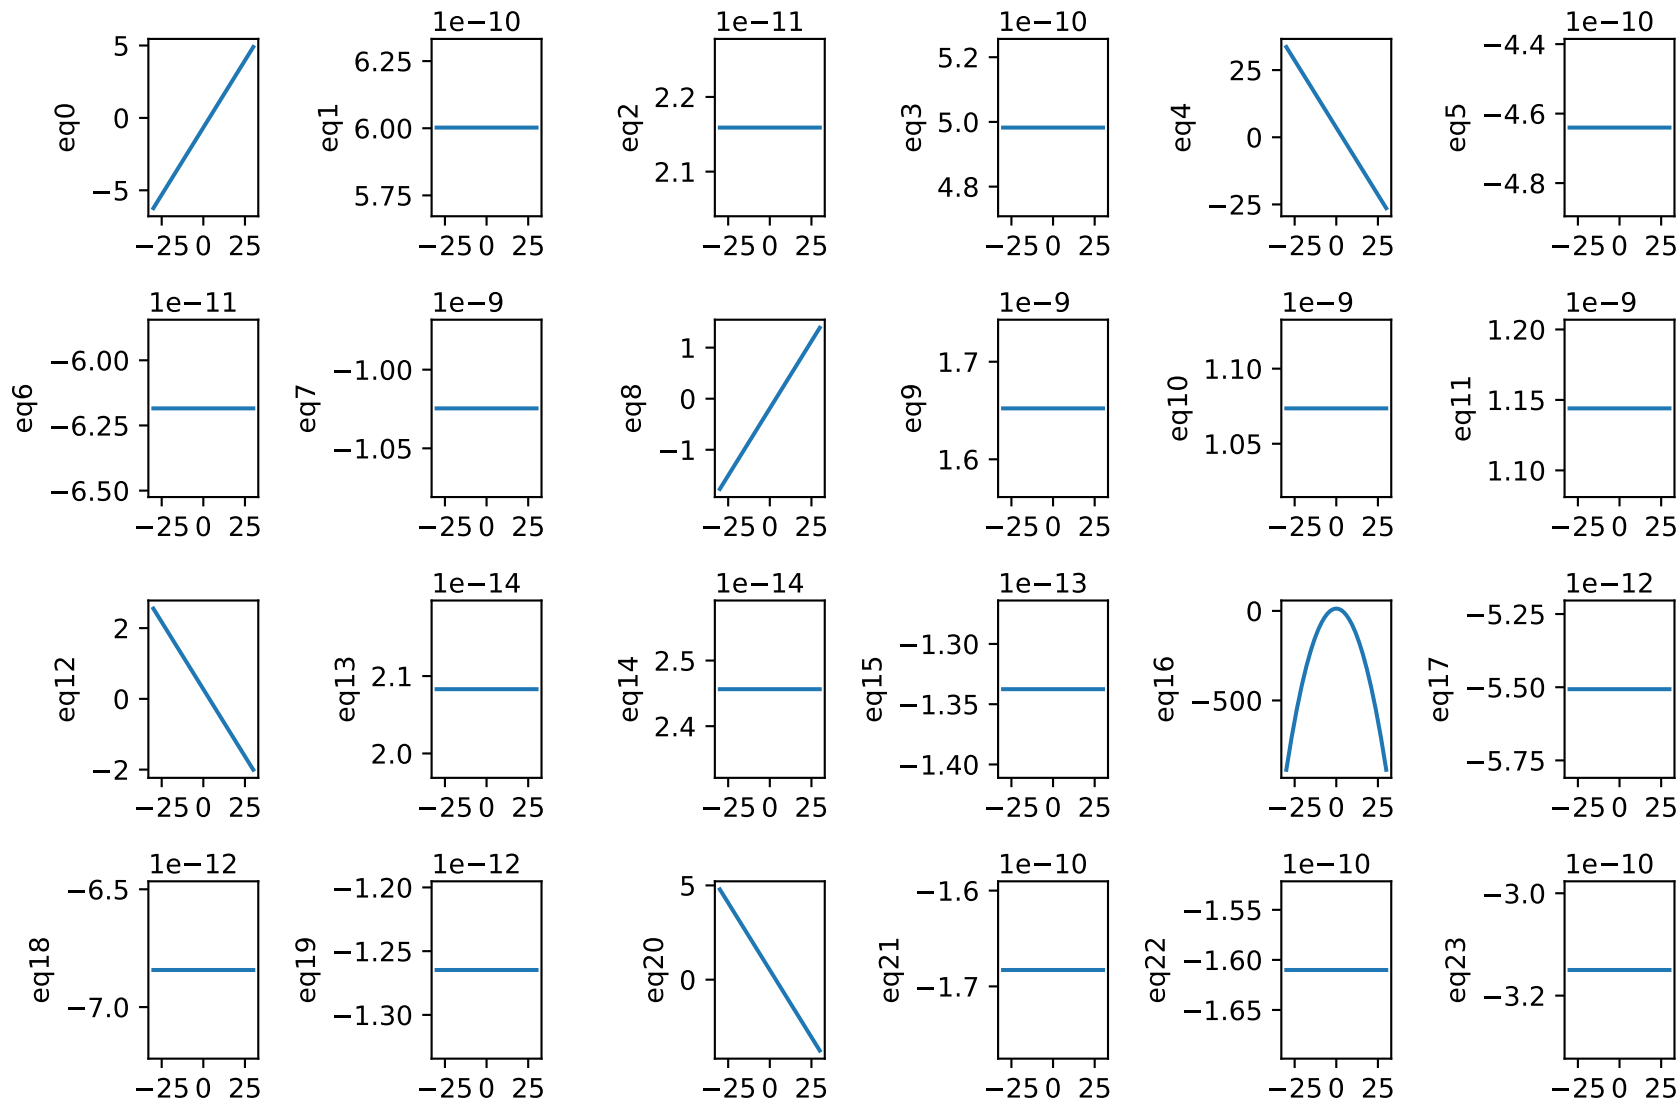 1e−10 1e−11 1e−10 1e−10
eq0 5 0 −5 −25 0 25
eq1 6.25 6.00 5.75 −25 0 25
eq2 2.2 2.1 −25 0 25
eq3 5.2 5.0 4.8 −25 0 25
eq4 25 0 −25 −25 0 25
eq5 −4.4 −4.6 −4.8 −25 0 25
1e−11 1e−9 1e−9 1e−9 1e−9
eq6 −6.00 −6.25 −6.50 −25 0 25
eq7 −1.00 −1.05 −25 0 25
eq8 1 0 −1 −25 0 25
eq9 1.7 1.6 −25 0 25
eq10 1.10 1.05 −25 0 25
eq11 1.20 1.15 1.10 −25 0 25
1e−14 1e−14 1e−13 1e−12
eq12 2 0 −2 −25 0 25
eq13 2.1 2.0 −25 0 25
eq14 2.5 2.4 −25 0 25
eq15 −1.30 −1.35 −1.40 −25 0 25
eq16 0 −500 −25 0 25
eq17 −5.25 −5.50 −5.75 −25 0 25
1e−12 1e−12 1e−10 1e−10 1e−10
eq18 −6.5 −7.0 −25 0 25
eq19 −1.20 −1.25 −1.30 −25 0 25
eq20 5 0 −25 0 25
eq21 −1.6 −1.7 −25 0 25
eq22 −1.55 −1.60 −1.65 −25 0 25
eq23 −3.0 −3.2 −25 0 25